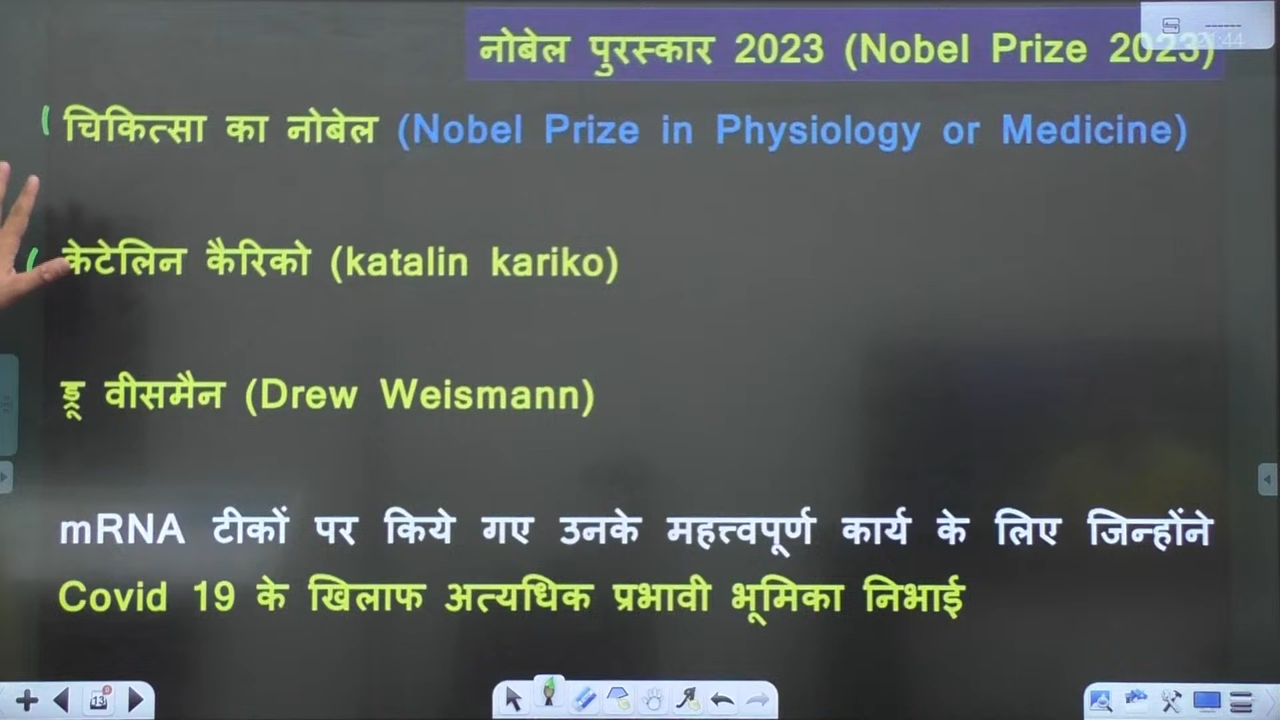 नोबेल पुरस्कार 2023 (Nobel Prize 2023)
चिकित्सा का नोबेल (Nobel Prize in Physiology or Medicine)
केटेलिन कैरिको (katalin kariko)
ड्रू वीसमैन (Drew Weismann)
mRNA टीकों पर किये गए उनके महत्त्वपूर्ण कार्य के लिए जिन्होंने
Covid 19 के खिलाफ अत्यधिक प्रभावी भूमिका निभाई
13